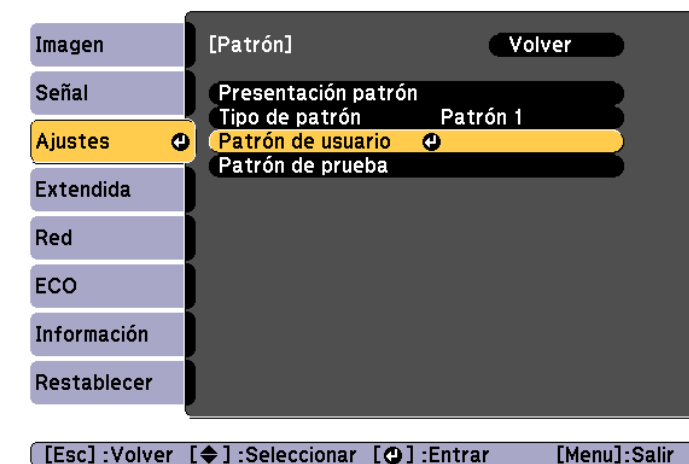 Imagen
Señal
Ajustes
Extendida
Red
ECO
Información
Restablecer
[Patrón] Volver
Presentación patrón
Tipo de patrón Patrón 1
Patrón de usuario
Patrón de prueba
[Esc] :Volver [ ] :Seleccionar [ ] :Entrar [Menu]:Salir